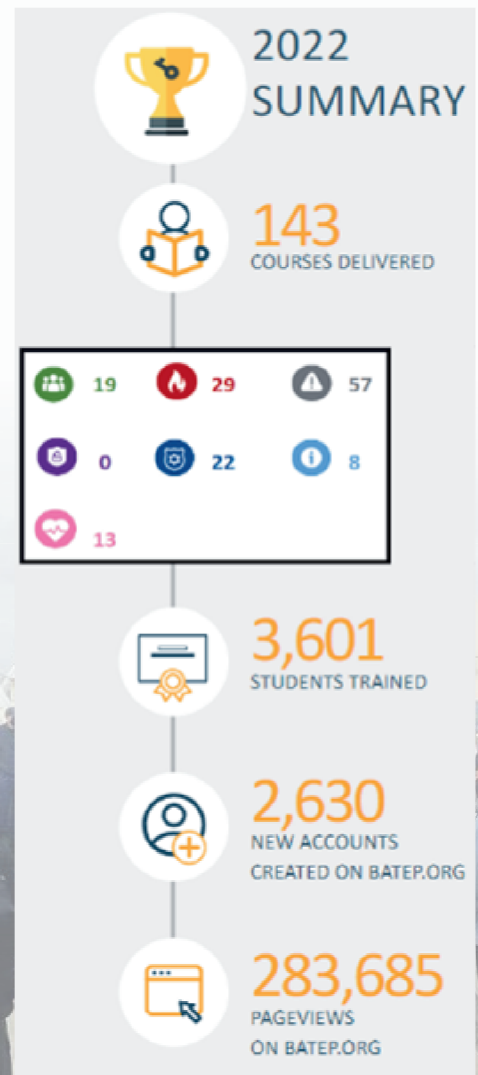 2022
SUMMARY
143
COURSES DELIVERED
19 29 57
0 22 8
13
3,601
STUDENTS TRAINED
2,630
NEW ACCOUNTS
CREATED ON BATEP.ORG
283,685
PAGEVIEWS
ON BATEP.ORG